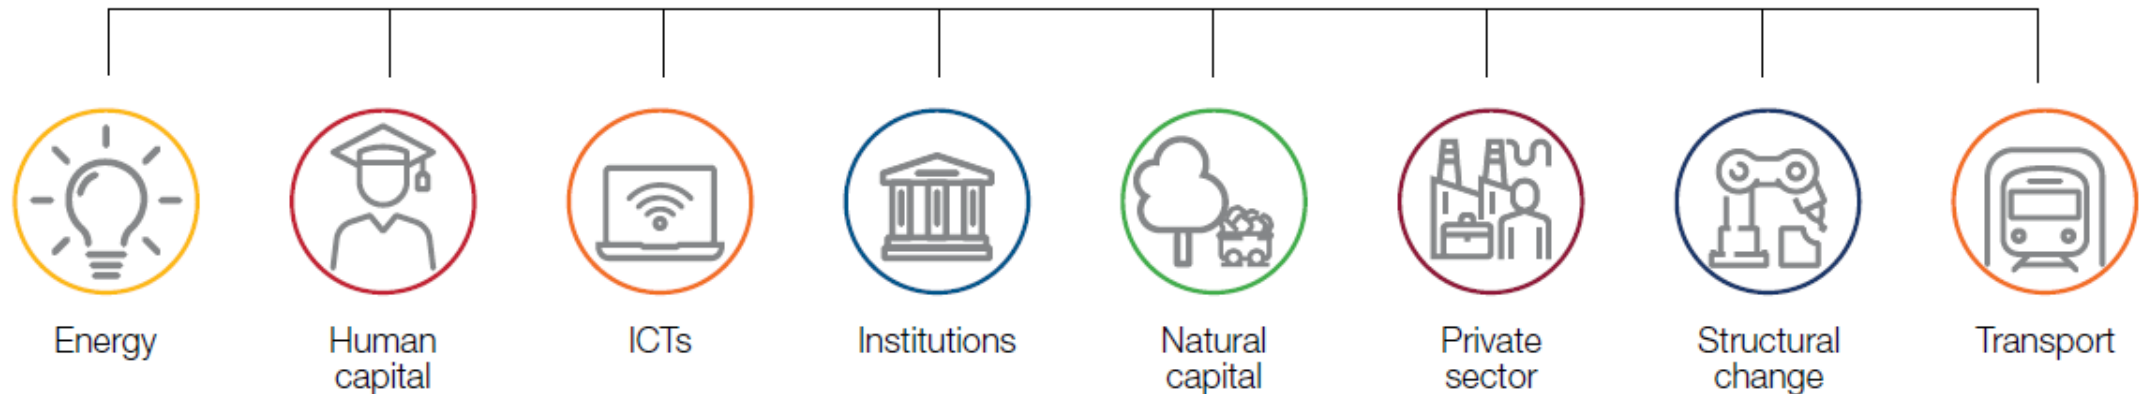 Energy
Human
capital
ICTs
Institutions
Natural
capital
Private
sector
Structural
change
Transport